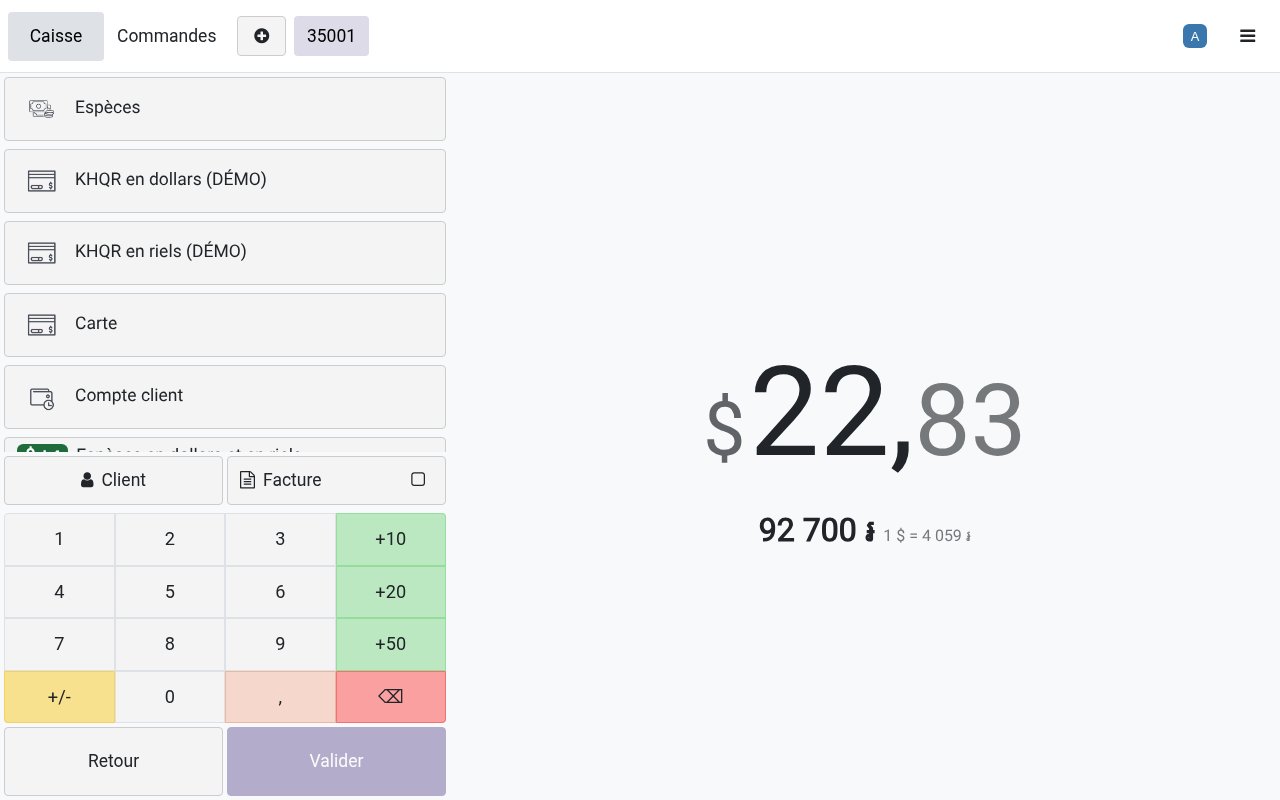 Caisse
Commandes
35001
A
Espèces
KHQR en dollars (DÉMO)
KHQR en riels (DÉMO)
Carte
Compte client
Client
Facture
1
2
3
+10
4
5
6
+20
7
8
9
+50
+/-
0
,
⌫
Retour
Valider
$22,83
92 700 ៛ 1 $ = 4 059 ៛